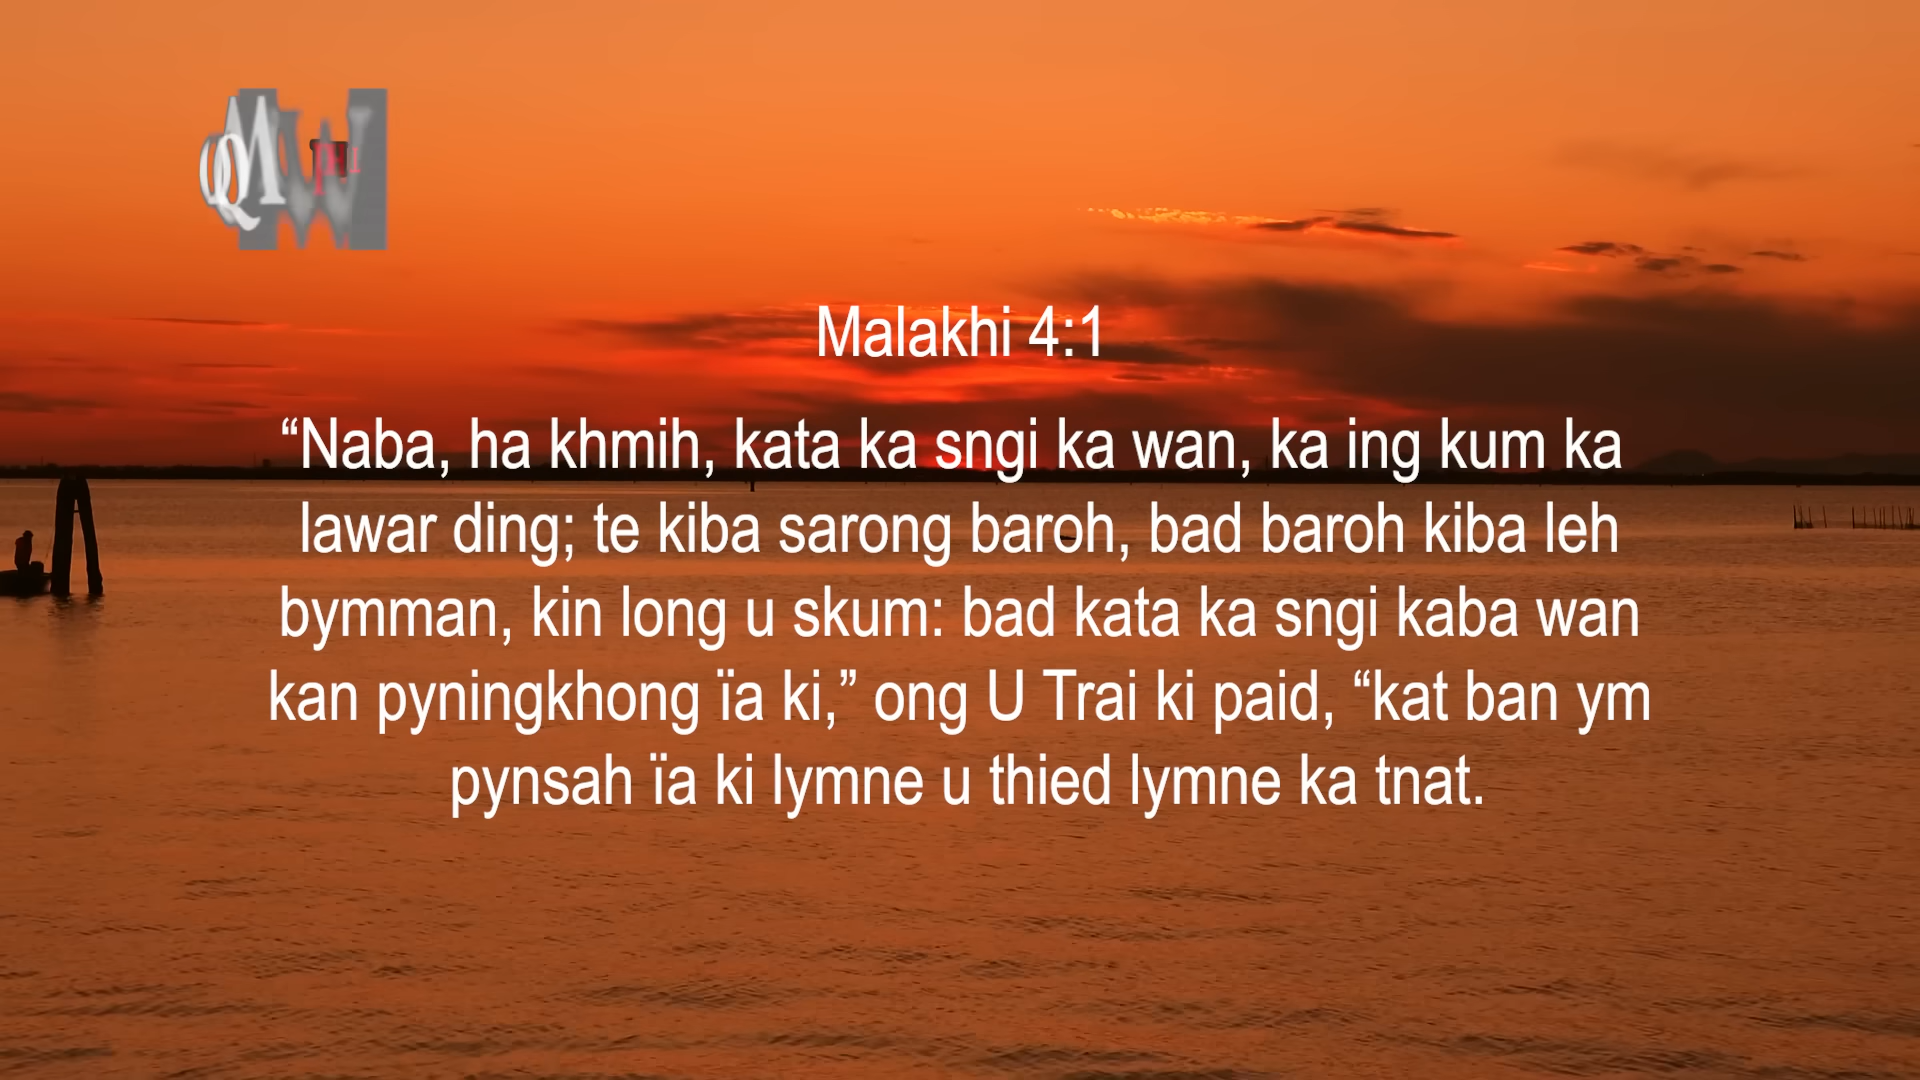 Malakhi 4:1
“Naba, ha khmih, kata ka sngi ka wan, ka ing kum ka
lawar ding; te kiba sarong baroh, bad baroh kiba leh
bymman, kin long u skum: bad kata ka sngi kaba wan
kan pyningkhong ïa ki,” ong U Trai ki paid, “kat ban ym
pynsah ïa ki lymne u thied lymne ka tnat.